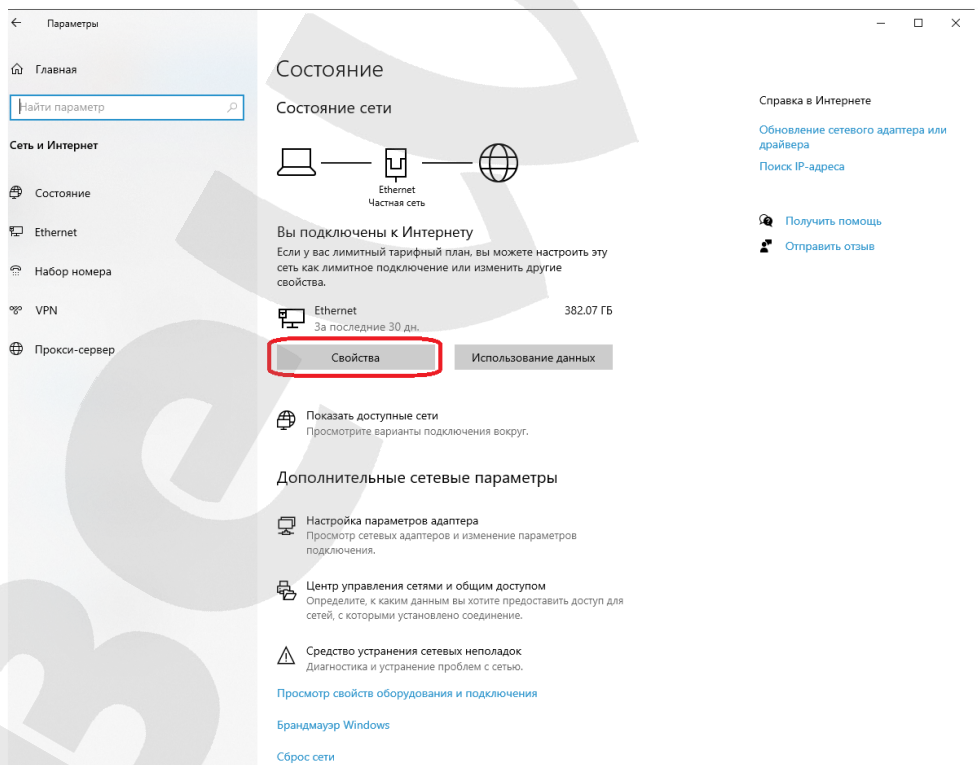 Параметры
Главная
Найти параметр
Сеть и Интернет
Состояние
Ethernet
Набор номера
VPN
Прокси-сервер
Состояние
Состояние сети
Ethernet
Частная сеть
Вы подключены к Интернету
Если у вас лимитный тарифный план, вы можете настроить эту
сеть как лимитное подключение или изменить другие
свойства.
Ethernet
За последние 30 дн.
382.07 ГБ
Свойства
Использование данных
Показать доступные сети
Просмотрите варианты подключения вокруг.
Дополнительные сетевые параметры
Настройка параметров адаптера
Просмотр сетевых адаптеров и изменение параметров
подключения.
Центр управления сетями и общим доступом
Определите, к каким данным вы хотите предоставить доступ для
сетей, с которыми установлено соединение.
Средство устранения сетевых неполадок
Диагностика и устранение проблем с сетью.
Просмотр свойств оборудования и подключения
Брандмауэр Windows
Сброс сети
Справка в Интернете
Обновление сетевого адаптера или
драйвера
Поиск IP-адреса
Получить помощь
Отправить отзыв